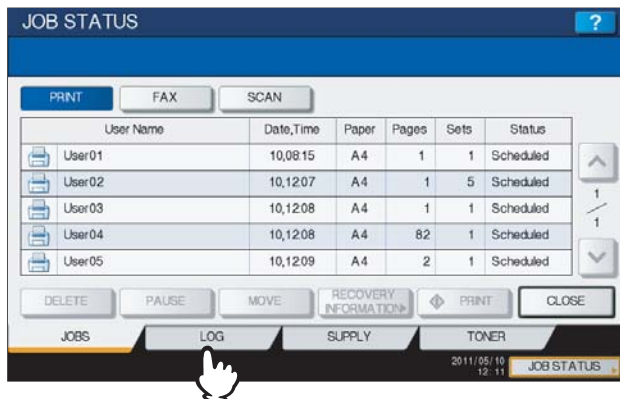 JOB STATUS ?
PRINT FAX SCAN
User Name Date,Time Paper Pages Sets Status
User01 10,08:15 A4 1 1 Scheduled
User02 10,12:07 A4 1 5 Scheduled
User03 10,12:08 A4 1 1 Scheduled
User04 10,12:08 A4 82 1 Scheduled
User05 10,12:09 A4 2 1 Scheduled
1
1
DELETE PAUSE MOVE RECOVERY INFORMATION PRINT CLOSE
JOBS LOG SUPPLY TONER
2011/05/10
12:11 JOB STATUS